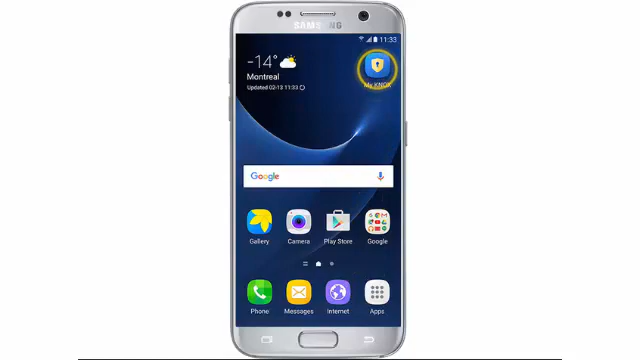 SAMSUNG
11:33
-14°
Montreal
Updated 02-13 11:33
My KNOX
Google
Gallery
Camera
Play Store
Google
Phone
Messages
Internet
Apps